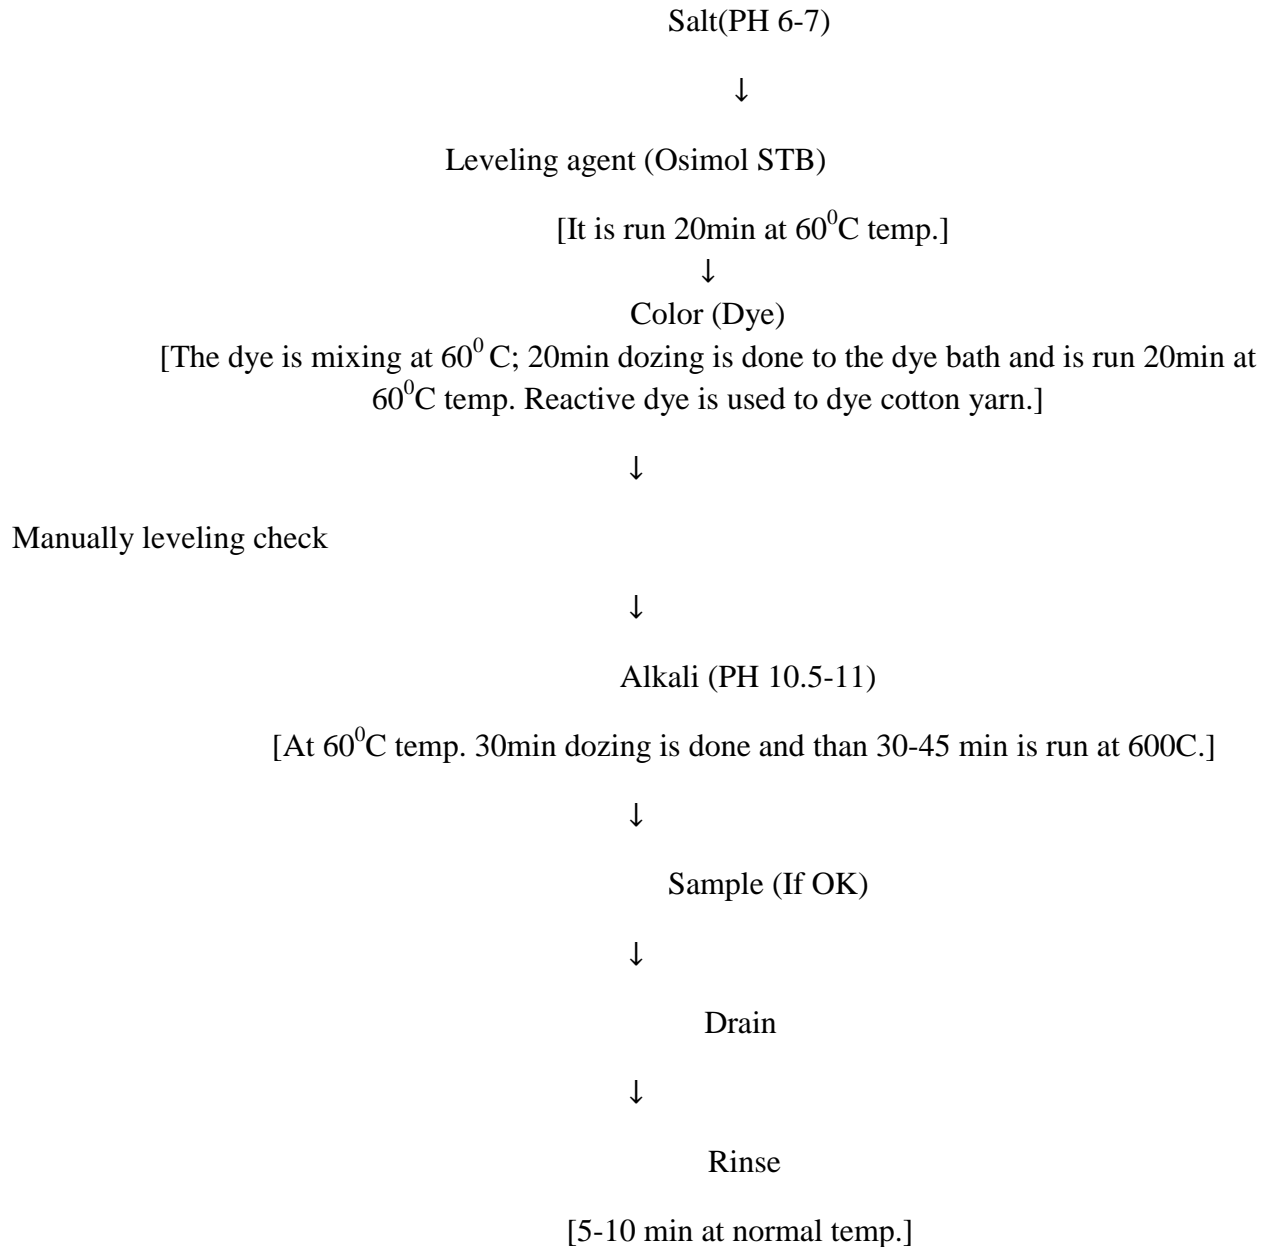 Salt(PH 6-7)
↓
Leveling agent (Osimol STB)
[It is run 20min at 60⁰C temp.]
↓
Color (Dye)
[The dye is mixing at 60⁰ C; 20min dozing is done to the dye bath and is run 20min at
60⁰C temp. Reactive dye is used to dye cotton yarn.]
↓
Manually leveling check
↓
Alkali (PH 10.5-11)
[At 60⁰C temp. 30min dozing is done and than 30-45 min is run at 600C.]
↓
Sample (If OK)
↓
Drain
↓
Rinse
[5-10 min at normal temp.]